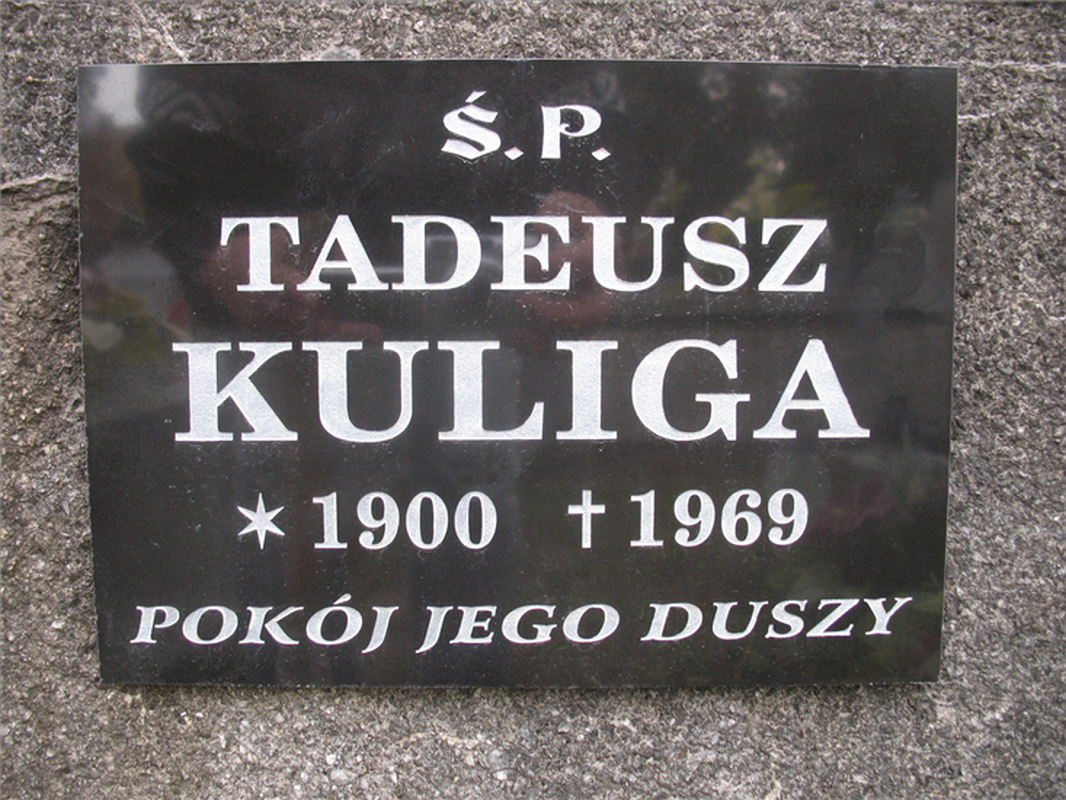 Ś. P.
TADEUSZ
KULIGA
✶ 1900 † 1969
POKÓJ JEGO DUSZY